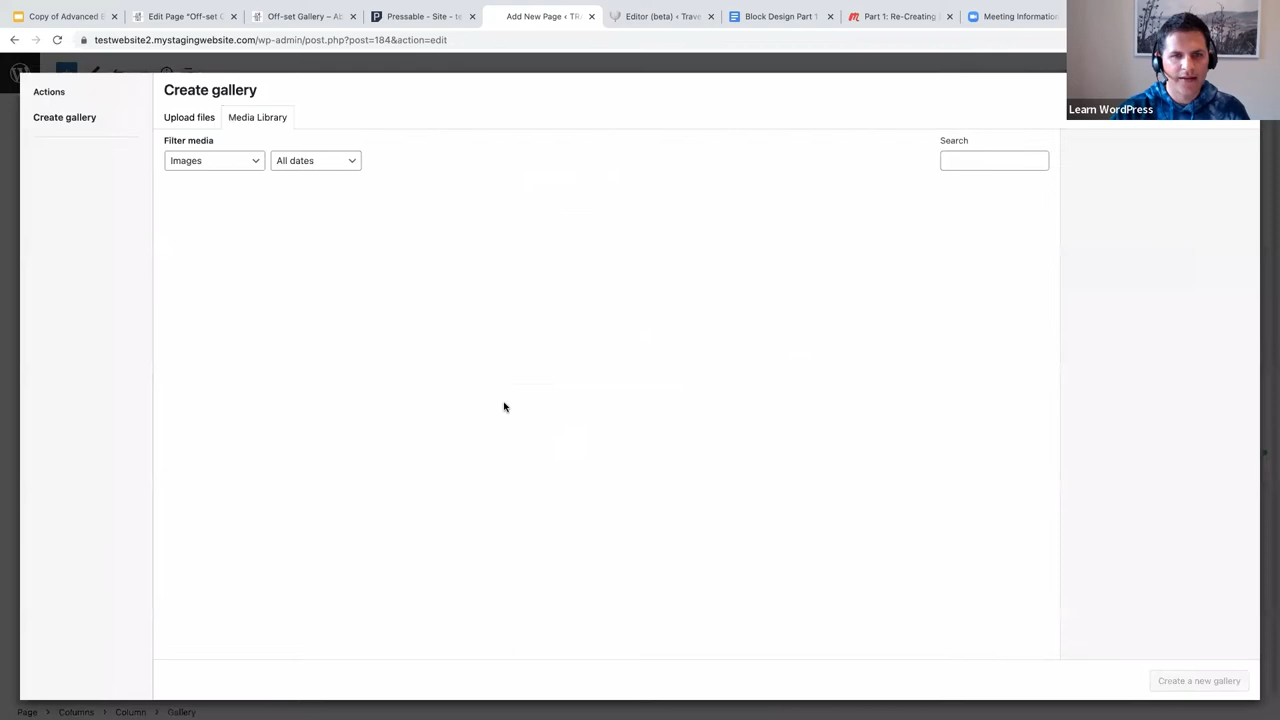 Copy of Advanced E
Edit Page "Off-set G
Off-set Gallery – Ab
Pressable - Site - te
Add New Page ‹ TRA
Editor (beta) ‹ Trave
Block Design Part 1
Part 1: Re-Creating
Meeting Information
testwebsite2.mystagingwebsite.com/wp-admin/post.php?post=184&action=edit
Actions
Create gallery
Create gallery
Upload files
Media Library
Filter media
Images
All dates
Search
Learn WordPress
Create a new gallery
Page > Columns > Column > Gallery